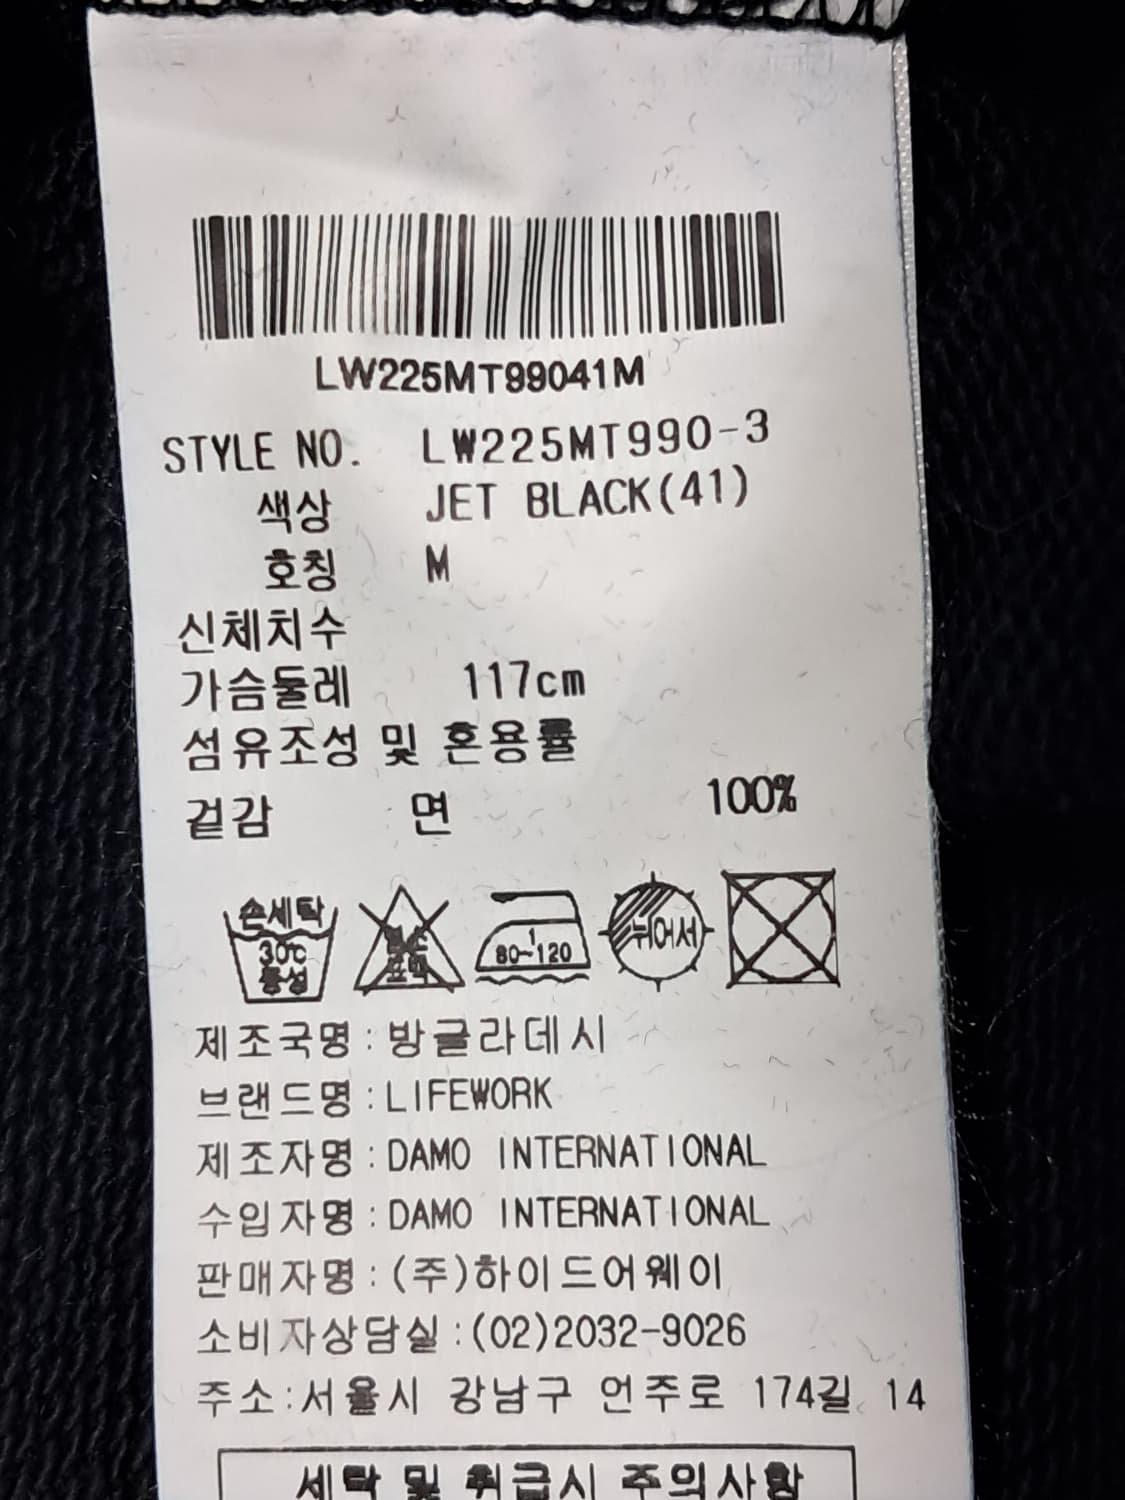 LW225MT99041M
STYLE NO. LW225MT990-3
색상 JET BLACK(41)
호칭 M
신체치수
가슴둘레 117cm
섬유조성 및 혼용률
겉감 면 100%
손세탁 30℃ 중성
염소 표백
80~120
뉘어서
제조국명:방글라데시
브랜드명:LIFEWORK
제조자명:DAMO INTERNATIONAL
수입자명:DAMO INTERNATIONAL
판매자명:(주)하이드어웨이
소비자상담실:(02)2032-9026
주소:서울시 강남구 언주로 174길 14
세탁 및 취급시 주의사항